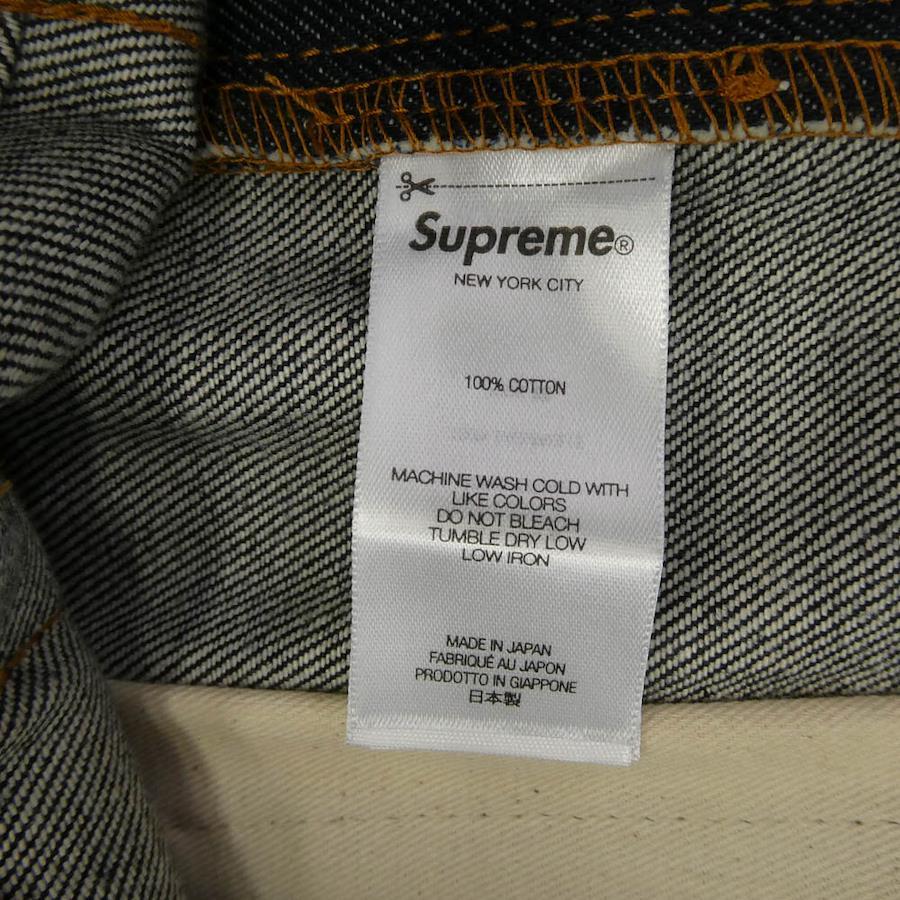 Supreme®
NEW YORK CITY
100% COTTON
MACHINE WASH COLD WITH
LIKE COLORS
DO NOT BLEACH
TUMBLE DRY LOW
LOW IRON
MADE IN JAPAN
FABRIQUÉ AU JAPON
PRODOTTO IN GIAPPONE
日本製